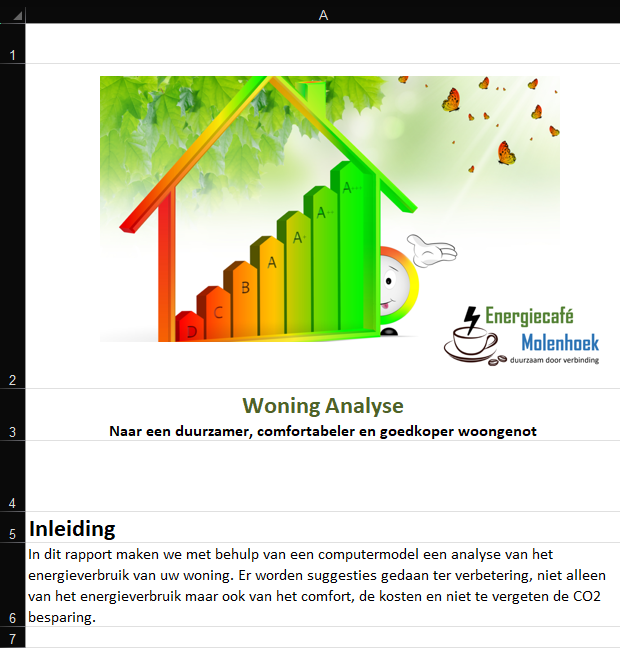 A
1
A+++
A++
A+
A
B
C
D
Energiecafé
Molenhoek
duurzaam door verbinding
2
Woning Analyse
3
Naar een duurzamer, comfortabeler en goedkoper woongenot
4
5
Inleiding
In dit rapport maken we met behulp van een computermodel een analyse van het
energieverbruik van uw woning. Er worden suggesties gedaan ter verbetering, niet alleen
van het energieverbruik maar ook van het comfort, de kosten en niet te vergeten de CO2
6
besparing.
7